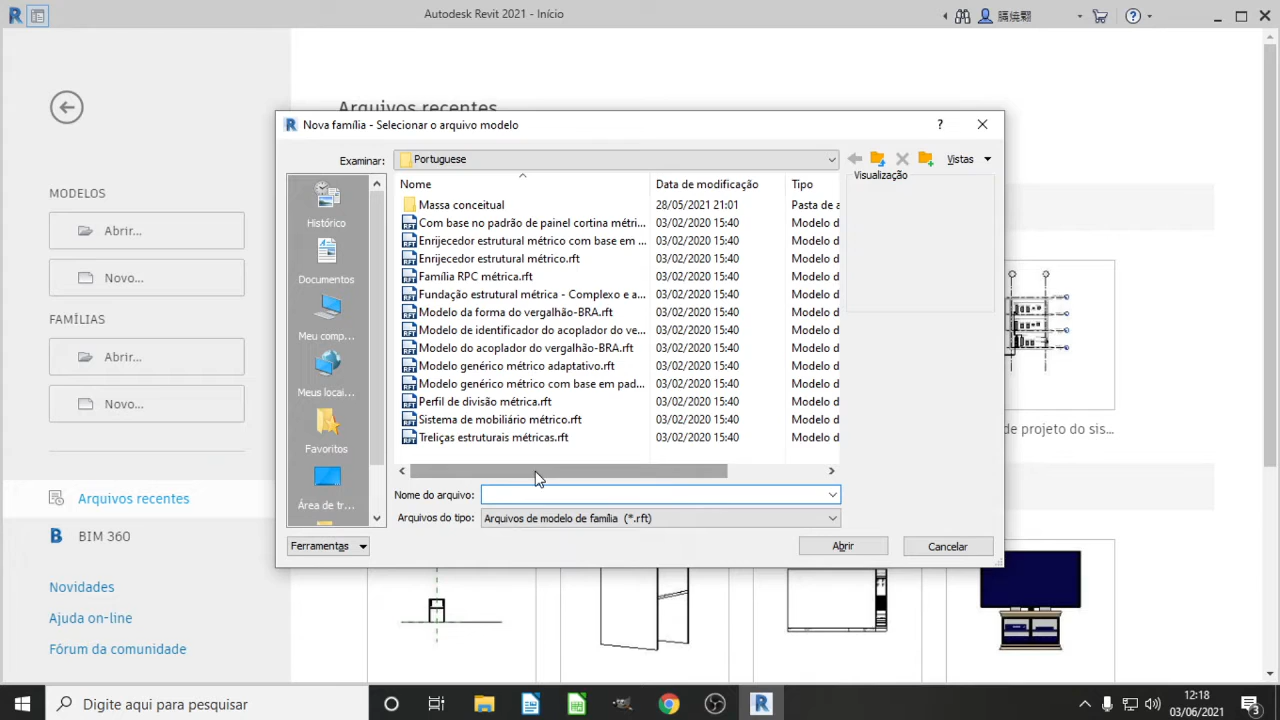 Autodesk Revit 2021 - Início
Arquivos recentes
MODELOS
Abrir...
Novo...
FAMÍLIAS
Abrir...
Novo...
Arquivos recentes
BIM 360
Novidades
Ajuda on-line
Fórum da comunidade
de projeto do sis...
Nova família - Selecionar o arquivo modelo
Examinar: Portuguese
Vistas
Visualização
Histórico
Documentos
Meu comp...
Meus locai...
Favoritos
Área de tr...
Nome Data de modificação Tipo
Massa conceitual 28/05/2021 21:01 Pasta de a
Com base no padrão de painel cortina métri... 03/02/2020 15:40 Modelo d
Enrijecedor estrutural métrico com base em ... 03/02/2020 15:40 Modelo d
Enrijecedor estrutural métrico.rft 03/02/2020 15:40 Modelo d
Família RPC métrica.rft 03/02/2020 15:40 Modelo d
Fundação estrutural métrica - Complexo e a... 03/02/2020 15:40 Modelo d
Modelo da forma do vergalhão-BRA.rft 03/02/2020 15:40 Modelo d
Modelo de identificador do acoplador do ve... 03/02/2020 15:40 Modelo d
Modelo do acoplador do vergalhão-BRA.rft 03/02/2020 15:40 Modelo d
Modelo genérico métrico adaptativo.rft 03/02/2020 15:40 Modelo d
Modelo genérico métrico com base em pad... 03/02/2020 15:40 Modelo d
Perfil de divisão métrica.rft 03/02/2020 15:40 Modelo d
Sistema de mobiliário métrico.rft 03/02/2020 15:40 Modelo d
Treliças estruturais métricas.rft 03/02/2020 15:40 Modelo d
Nome do arquivo:
Arquivos do tipo: Arquivos de modelo de família (*.rft)
Ferramentas
Abrir
Cancelar
Digite aqui para pesquisar
12:18
03/06/2021
3